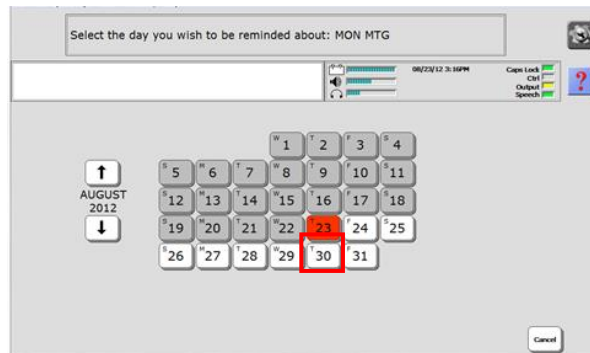 Select the day you wish to be reminded about: MON MTG
08/23/12 3:16PM
Caps Lock
Ctrl
Output
Speech
?
W 1 T 2 F 3 S 4
S 5 M 6 T 7 W 8 T 9 F 10 S 11
AUGUST
2012
S 12 M 13 T 14 W 15 T 16 F 17 S 18
S 19 M 20 T 21 W 22 T 23 F 24 S 25
S 26 M 27 T 28 W 29 T 30 F 31
Cancel